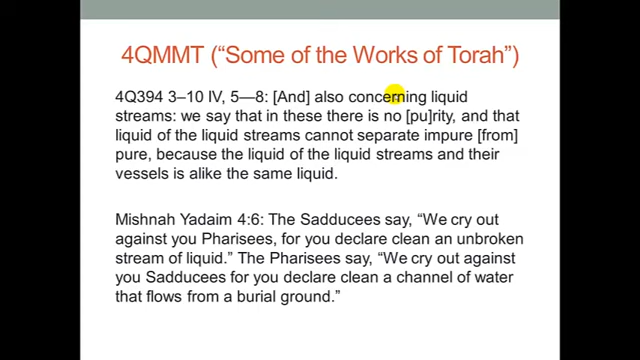 4QMMT (“Some of the Works of Torah”)
4Q394 3–10 IV, 5—8: [And] also concerning liquid
streams: we say that in these there is no [pu]rity, and that
liquid of the liquid streams cannot separate impure [from]
pure, because the liquid of the liquid streams and their
vessels is alike the same liquid.
Mishnah Yadaim 4:6: The Sadducees say, “We cry out
against you Pharisees, for you declare clean an unbroken
stream of liquid.” The Pharisees say, “We cry out against
you Sadducees for you declare clean a channel of water
that flows from a burial ground.”